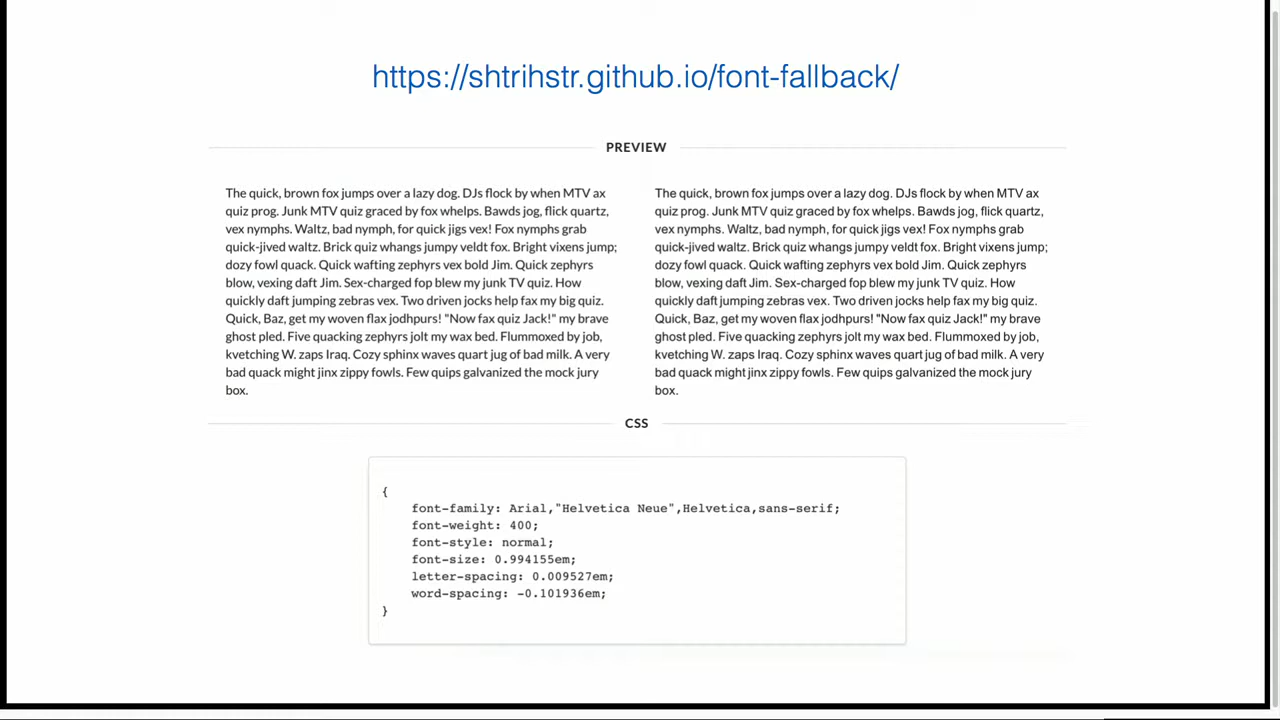 https://shtrihstr.github.io/font-fallback/
PREVIEW
The quick, brown fox jumps over a lazy dog. DJs flock by when MTV ax
quiz prog. Junk MTV quiz graced by fox whelps. Bawds jog, flick quartz,
vex nymphs. Waltz, bad nymph, for quick jigs vex! Fox nymphs grab
quick-jived waltz. Brick quiz whangs jumpy veldt fox. Bright vixens jump;
dozy fowl quack. Quick wafting zephyrs vex bold Jim. Quick zephyrs
blow, vexing daft Jim. Sex-charged fop blew my junk TV quiz. How
quickly daft jumping zebras vex. Two driven jocks help fax my big quiz.
Quick, Baz, get my woven flax jodhpurs! "Now fax quiz Jack!" my brave
ghost pled. Five quacking zephyrs jolt my wax bed. Flummoxed by job,
kvetching W. zaps Iraq. Cozy sphinx waves quart jug of bad milk. A very
bad quack might jinx zippy fowls. Few quips galvanized the mock jury
box.
The quick, brown fox jumps over a lazy dog. DJs flock by when MTV ax
quiz prog. Junk MTV quiz graced by fox whelps. Bawds jog, flick quartz,
vex nymphs. Waltz, bad nymph, for quick jigs vex! Fox nymphs grab
quick-jived waltz. Brick quiz whangs jumpy veldt fox. Bright vixens jump;
dozy fowl quack. Quick wafting zephyrs vex bold Jim. Quick zephyrs
blow, vexing daft Jim. Sex-charged fop blew my junk TV quiz. How
quickly daft jumping zebras vex. Two driven jocks help fax my big quiz.
Quick, Baz, get my woven flax jodhpurs! "Now fax quiz Jack!" my brave
ghost pled. Five quacking zephyrs jolt my wax bed. Flummoxed by job,
kvetching W. zaps Iraq. Cozy sphinx waves quart jug of bad milk. A very
bad quack might jinx zippy fowls. Few quips galvanized the mock jury
box.
CSS
{
font-family: Arial,"Helvetica Neue",Helvetica,sans-serif;
font-weight: 400;
font-style: normal;
font-size: 0.994155em;
letter-spacing: 0.009527em;
word-spacing: -0.101936em;
}